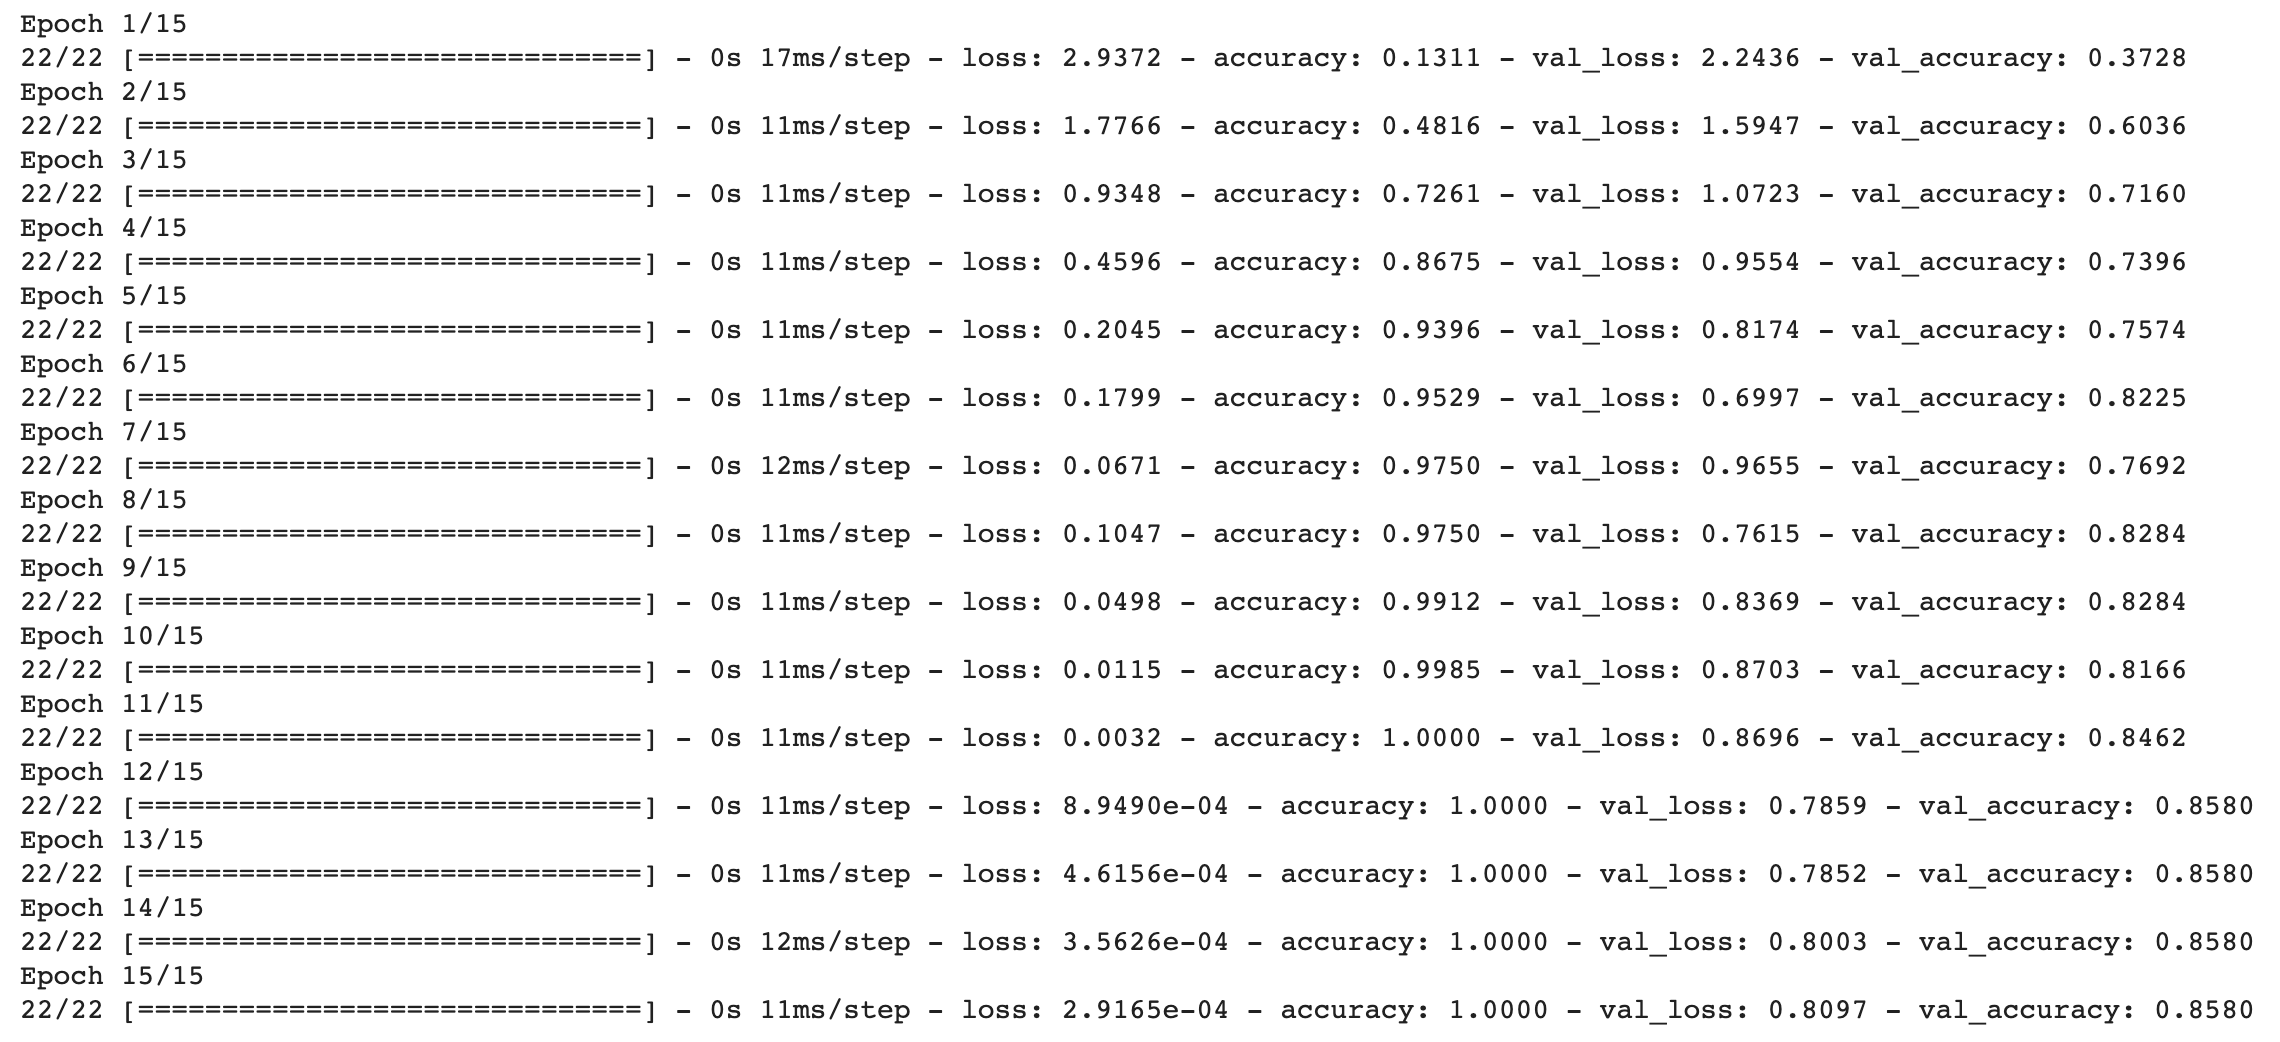 Epoch 1/15
22/22 [==============================] - 0s 17ms/step - loss: 2.9372 - accuracy: 0.1311 - val_loss: 2.2436 - val_accuracy: 0.3728
Epoch 2/15
22/22 [==============================] - 0s 11ms/step - loss: 1.7766 - accuracy: 0.4816 - val_loss: 1.5947 - val_accuracy: 0.6036
Epoch 3/15
22/22 [==============================] - 0s 11ms/step - loss: 0.9348 - accuracy: 0.7261 - val_loss: 1.0723 - val_accuracy: 0.7160
Epoch 4/15
22/22 [==============================] - 0s 11ms/step - loss: 0.4596 - accuracy: 0.8675 - val_loss: 0.9554 - val_accuracy: 0.7396
Epoch 5/15
22/22 [==============================] - 0s 11ms/step - loss: 0.2045 - accuracy: 0.9396 - val_loss: 0.8174 - val_accuracy: 0.7574
Epoch 6/15
22/22 [==============================] - 0s 11ms/step - loss: 0.1799 - accuracy: 0.9529 - val_loss: 0.6997 - val_accuracy: 0.8225
Epoch 7/15
22/22 [==============================] - 0s 12ms/step - loss: 0.0671 - accuracy: 0.9750 - val_loss: 0.9655 - val_accuracy: 0.7692
Epoch 8/15
22/22 [==============================] - 0s 11ms/step - loss: 0.1047 - accuracy: 0.9750 - val_loss: 0.7615 - val_accuracy: 0.8284
Epoch 9/15
22/22 [==============================] - 0s 11ms/step - loss: 0.0498 - accuracy: 0.9912 - val_loss: 0.8369 - val_accuracy: 0.8284
Epoch 10/15
22/22 [==============================] - 0s 11ms/step - loss: 0.0115 - accuracy: 0.9985 - val_loss: 0.8703 - val_accuracy: 0.8166
Epoch 11/15
22/22 [==============================] - 0s 11ms/step - loss: 0.0032 - accuracy: 1.0000 - val_loss: 0.8696 - val_accuracy: 0.8462
Epoch 12/15
22/22 [==============================] - 0s 11ms/step - loss: 8.9490e-04 - accuracy: 1.0000 - val_loss: 0.7859 - val_accuracy: 0.8580
Epoch 13/15
22/22 [==============================] - 0s 11ms/step - loss: 4.6156e-04 - accuracy: 1.0000 - val_loss: 0.7852 - val_accuracy: 0.8580
Epoch 14/15
22/22 [==============================] - 0s 12ms/step - loss: 3.5626e-04 - accuracy: 1.0000 - val_loss: 0.8003 - val_accuracy: 0.8580
Epoch 15/15
22/22 [==============================] - 0s 11ms/step - loss: 2.9165e-04 - accuracy: 1.0000 - val_loss: 0.8097 - val_accuracy: 0.8580